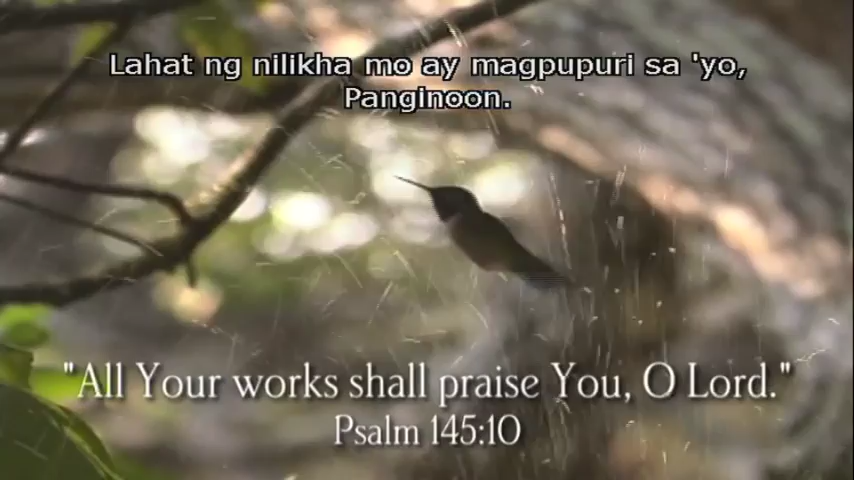 Lahat ng nilikha mo ay magpupuri sa 'yo,
Panginoon.
"All Your works shall praise You, O Lord."
Psalm 145:10